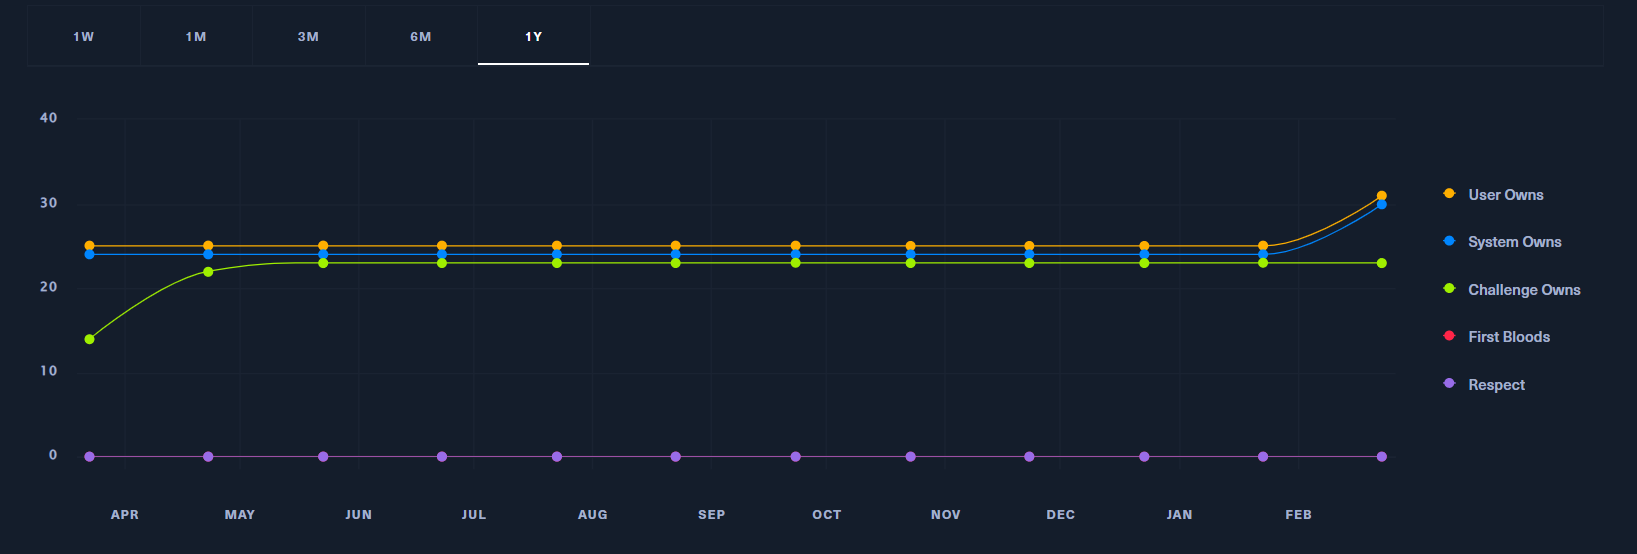 1W 1M 3M 6M 1Y
40
30
20
10
0
APR MAY JUN JUL AUG SEP OCT NOV DEC JAN FEB
User Owns
System Owns
Challenge Owns
First Bloods
Respect